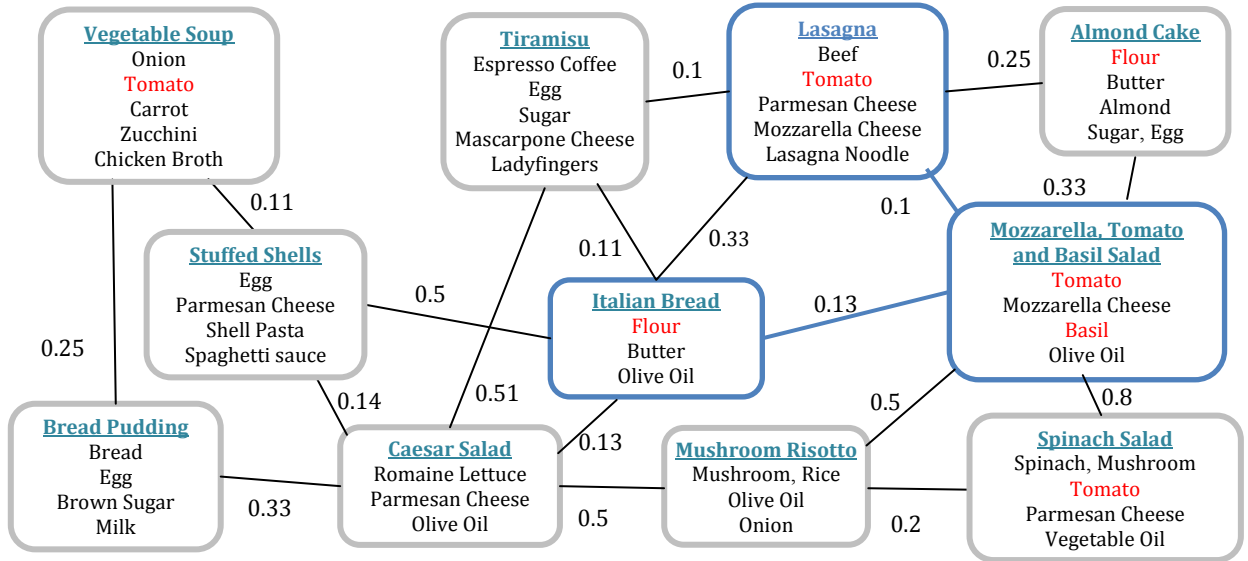 Vegetable Soup
Onion
Tomato
Carrot
Zucchini
Chicken Broth
Tiramisu
Espresso Coffee
Egg
Sugar
Mascarpone Cheese
Ladyfingers
0.1
Lasagna
Beef
Tomato
Parmesan Cheese
Mozzarella Cheese
Lasagna Noodle
0.25
Almond Cake
Flour
Butter
Almond
Sugar, Egg
0.11
0.11
0.33
0.1
0.33
Stuffed Shells
Egg
Parmesan Cheese
Shell Pasta
Spaghetti sauce
0.5
Italian Bread
Flour
Butter
Olive Oil
0.13
Mozzarella, Tomato
and Basil Salad
Tomato
Mozzarella Cheese
Basil
Olive Oil
0.25
0.14
0.51
0.13
0.5
0.8
Bread Pudding
Bread
Egg
Brown Sugar
Milk
0.33
Caesar Salad
Romaine Lettuce
Parmesan Cheese
Olive Oil
0.5
Mushroom Risotto
Mushroom, Rice
Olive Oil
Onion
0.2
Spinach Salad
Spinach, Mushroom
Tomato
Parmesan Cheese
Vegetable Oil